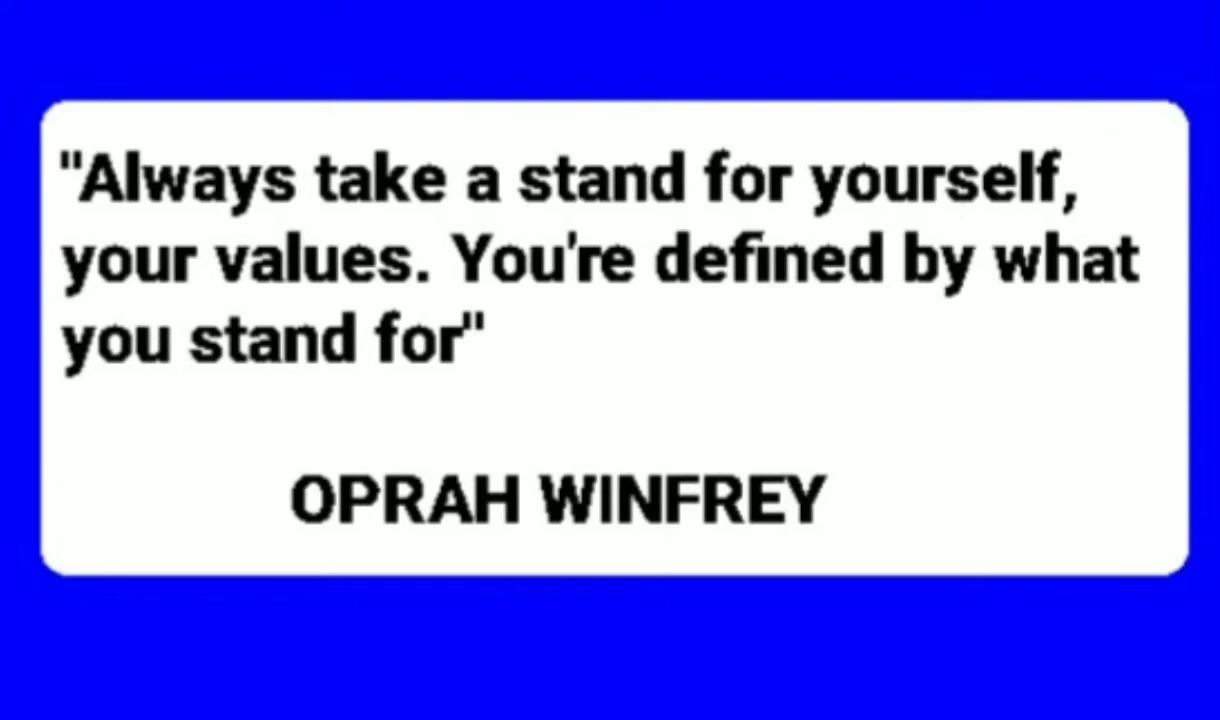 "Always take a stand for yourself,
your values. You're defined by what
you stand for"
OPRAH WINFREY